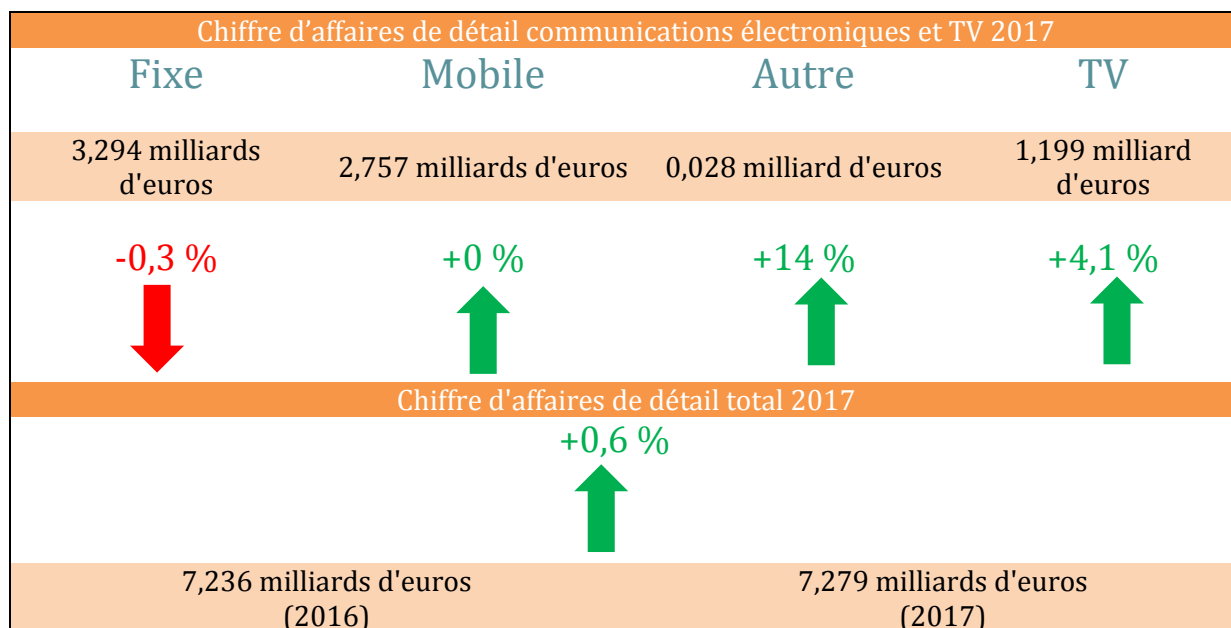 Chiffre d’affaires de détail communications électroniques et TV 2017
Fixe Mobile Autre TV
3,294 milliards
d'euros
2,757 milliards d'euros
0,028 milliard d'euros
1,199 milliard
d'euros
-0,3 % +0 % +14 % +4,1 %
Chiffre d'affaires de détail total 2017
+0,6 %
7,236 milliards d'euros
(2016)
7,279 milliards d'euros
(2017)